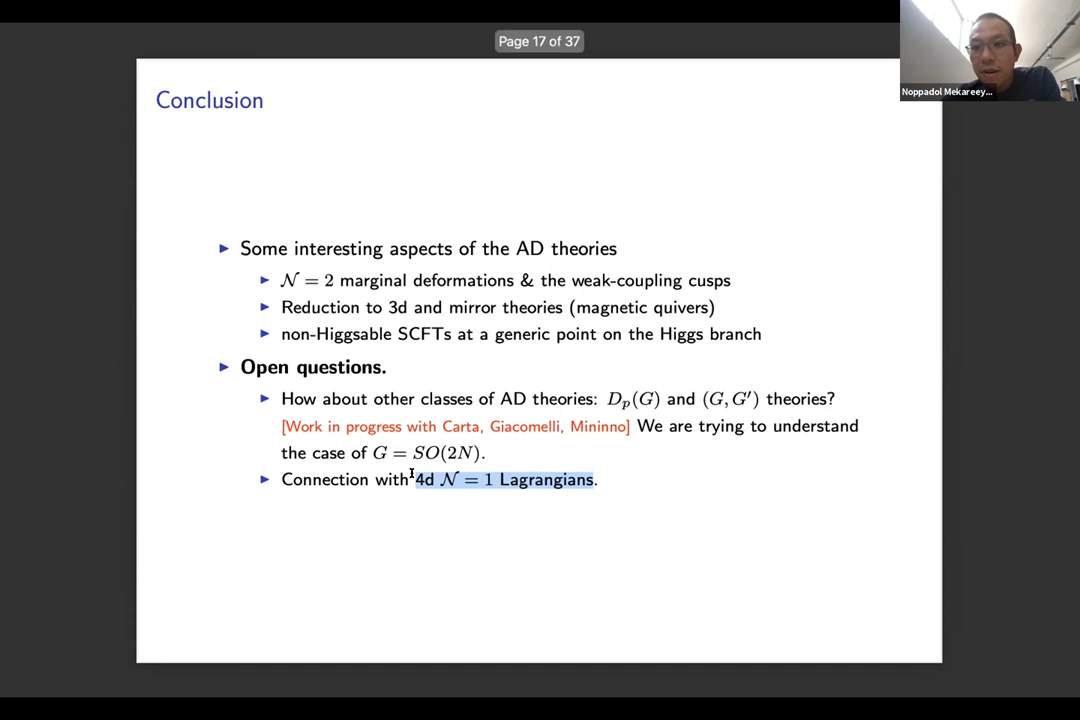 Page 17 of 37
Noppadol Mekareey...
Conclusion
▶ Some interesting aspects of the AD theories
▶ 𝒩 = 2 marginal deformations & the weak-coupling cusps
▶ Reduction to 3d and mirror theories (magnetic quivers)
▶ non-Higgsable SCFTs at a generic point on the Higgs branch
▶ Open questions.
▶ How about other classes of AD theories: Dₚ(G) and (G, G′) theories?
[Work in progress with Carta, Giacomelli, Mininno] We are trying to understand
the case of G = SO(2N).
▶ Connection with 4d 𝒩 = 1 Lagrangians.